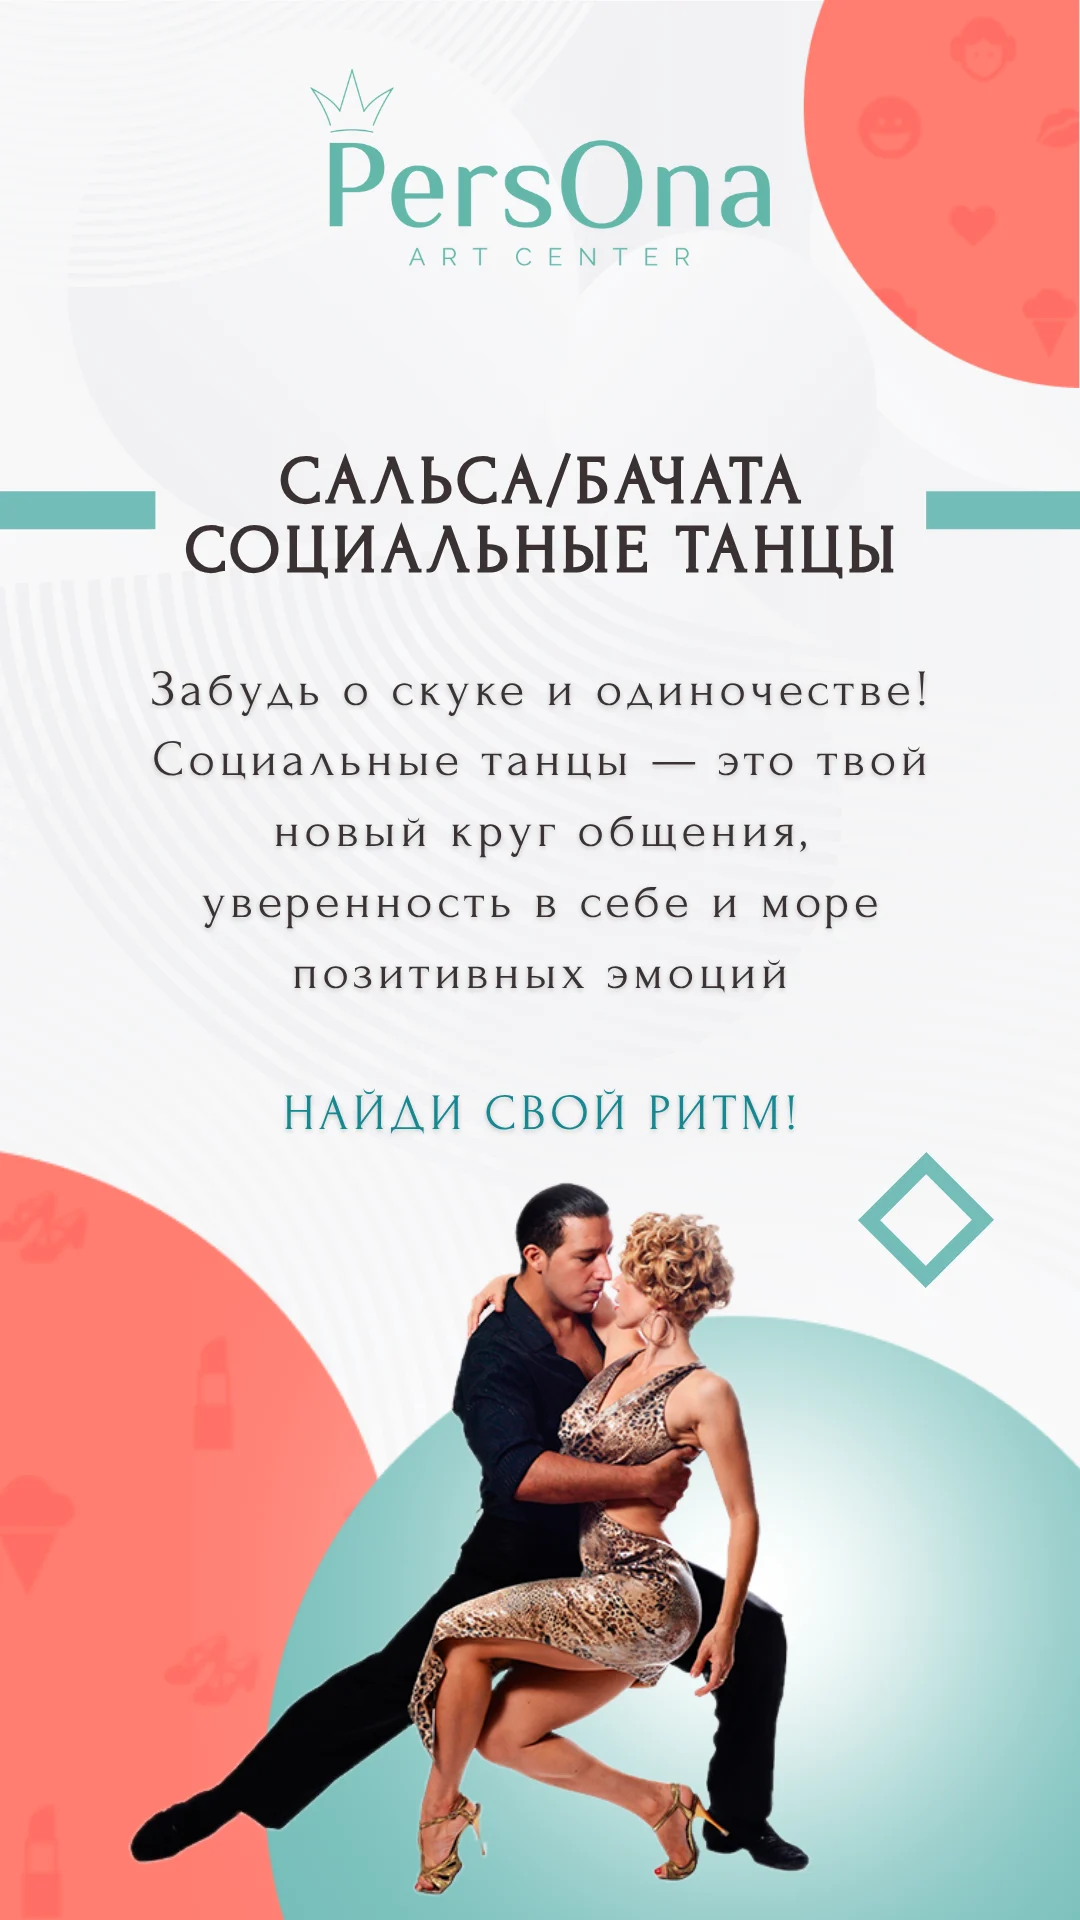 PersOna
ART CENTER
САЛЬСА/БАЧАТА
СОЦИАЛЬНЫЕ ТАНЦЫ
Забудь о скуке и одиночестве!
Социальные танцы — это твой
новый круг общения,
уверенность в себе и море
позитивных эмоций
НАЙДИ СВОЙ РИТМ!